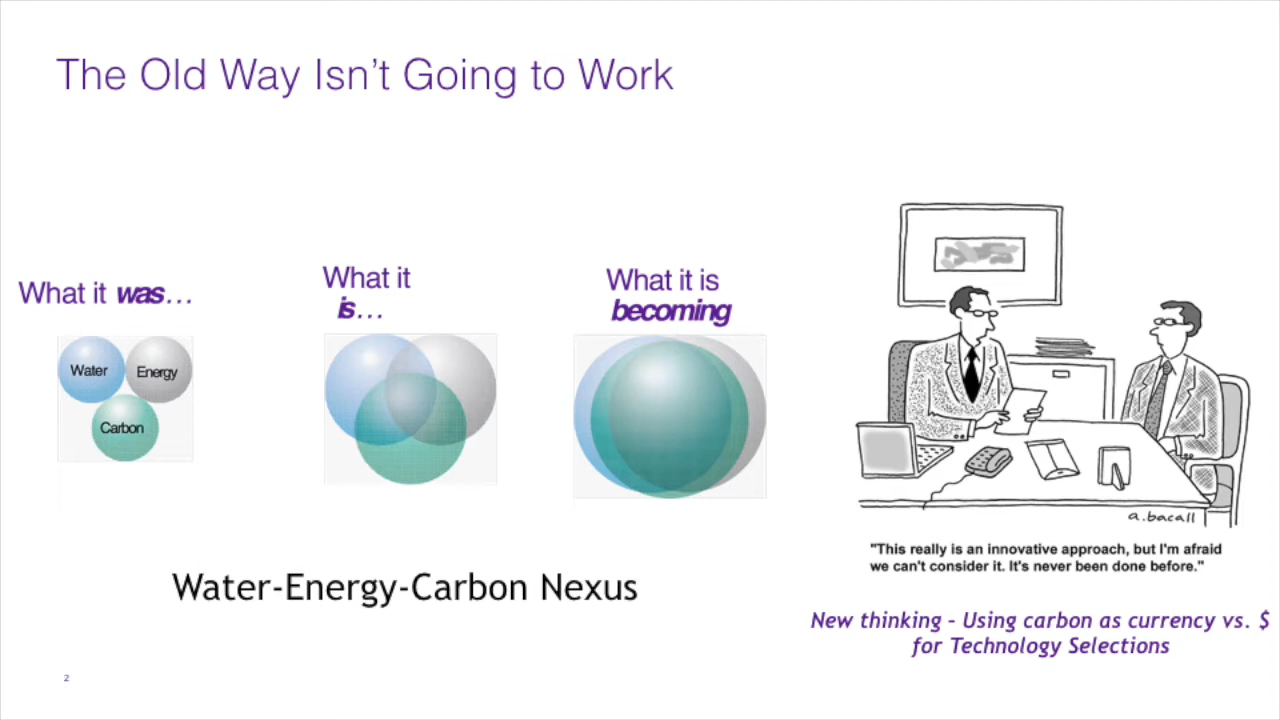 The Old Way Isn't Going to Work
What it was...
What it
is...
What it is
becoming
Water
Energy
Carbon
Water-Energy-Carbon Nexus
a.bacall
"This really is an innovative approach, but I'm afraid
we can't consider it. It's never been done before."
New thinking – Using carbon as currency vs. $
for Technology Selections
2